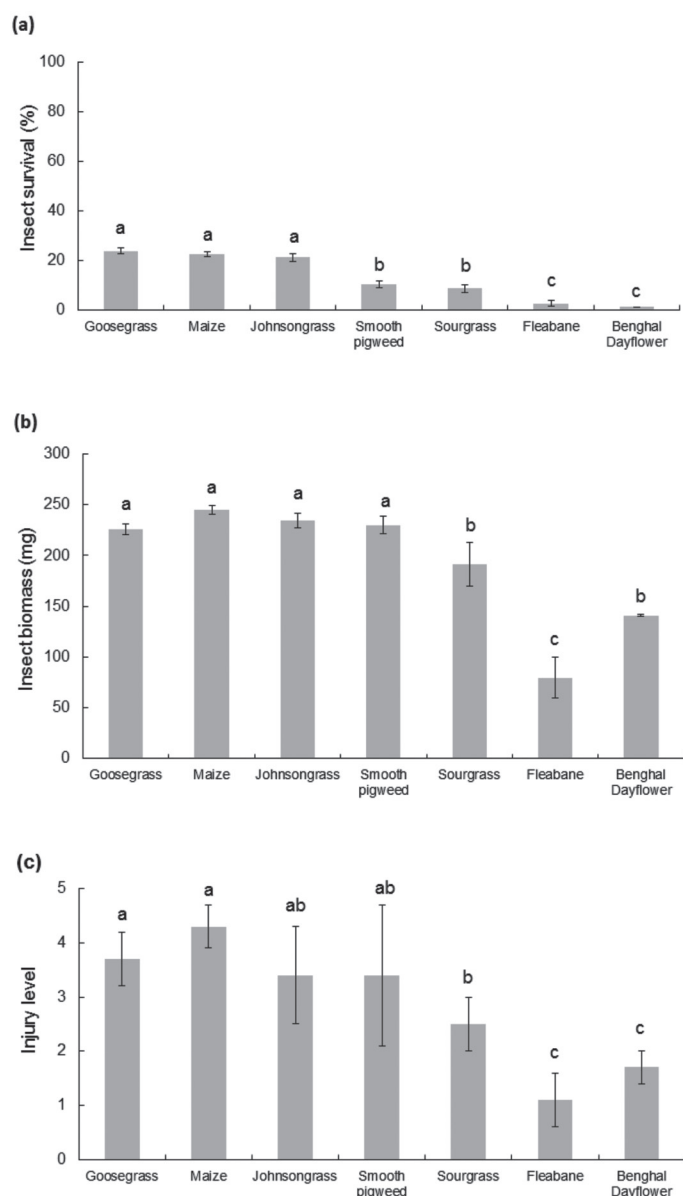 (a)
Insect survival (%)
100
80
60
40
20
0
a
a
a
b
b
c
c
Goosegrass
Maize
Johnsongrass
Smooth
pigweed
Sourgrass
Fleabane
Benghal
Dayflower
(b)
Insect biomass (mg)
300
250
200
150
100
50
0
a
a
a
a
b
c
b
Goosegrass
Maize
Johnsongrass
Smooth
pigweed
Sourgrass
Fleabane
Benghal
Dayflower
(c)
Injury level
5
4
3
2
1
0
a
a
ab
ab
b
c
c
Goosegrass
Maize
Johnsongrass
Smooth
pigweed
Sourgrass
Fleabane
Benghal
Dayflower